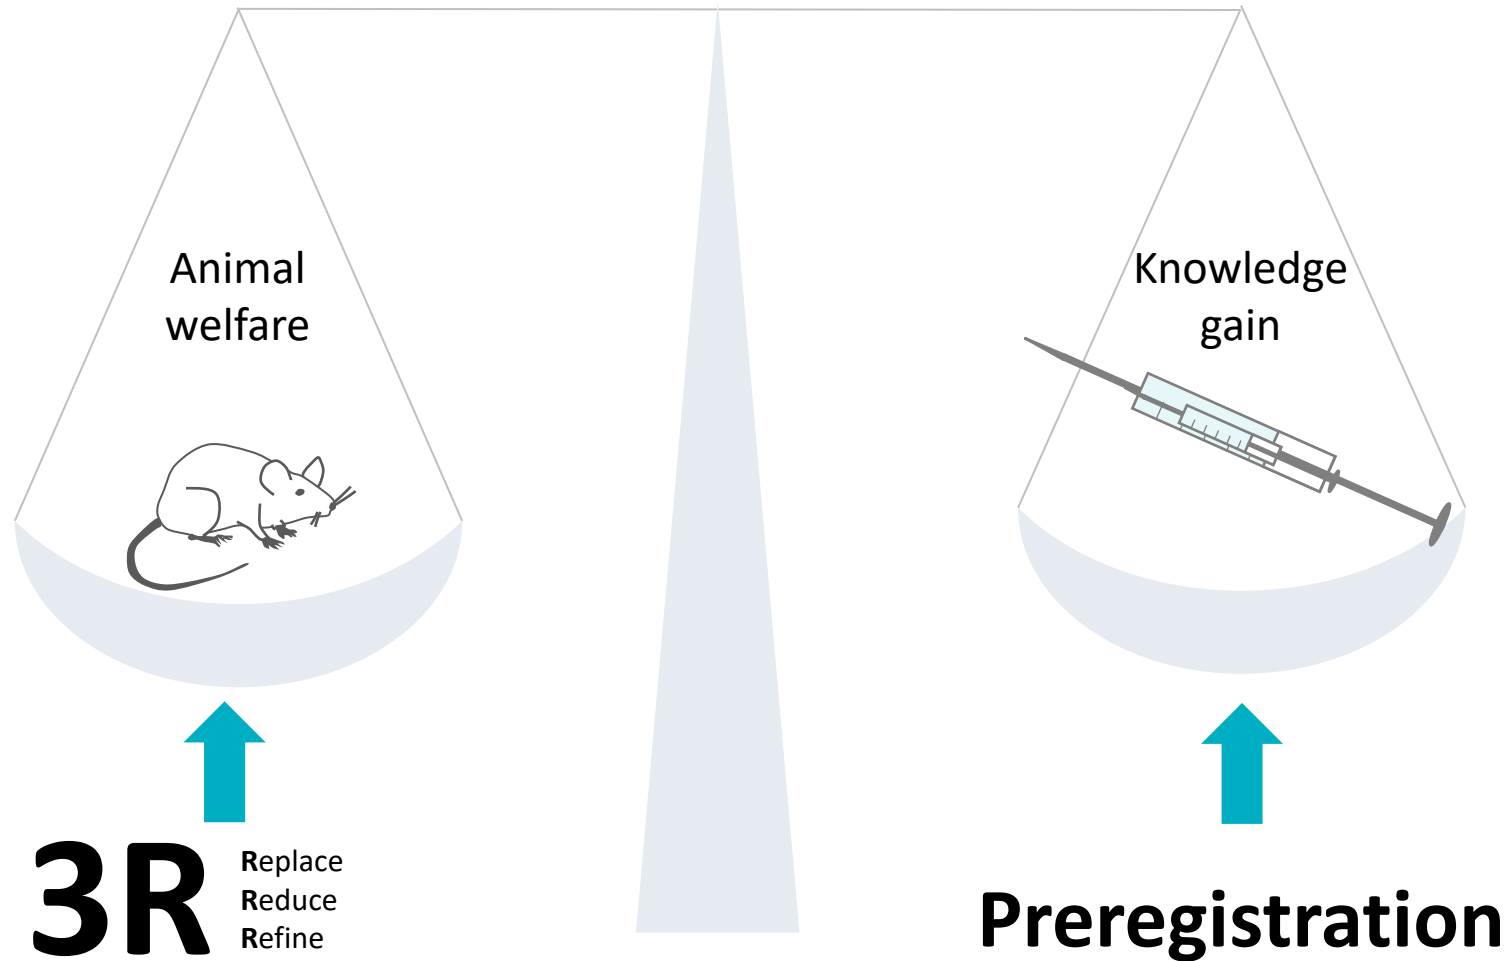 Animal
welfare
Knowledge
gain
3R
Replace
Reduce
Refine
Preregistration